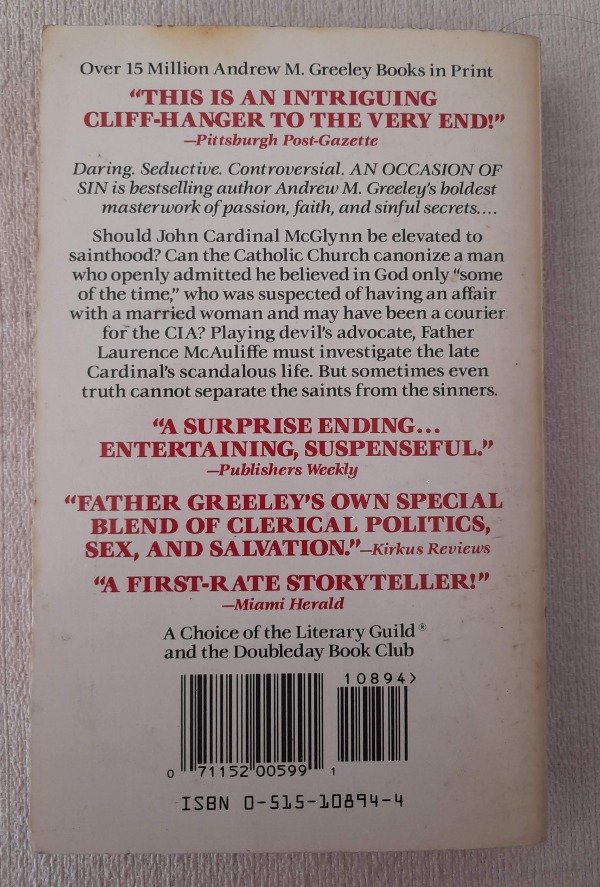 Over 15 Million Andrew M. Greeley Books in Print
“THIS IS AN INTRIGUING
CLIFF-HANGER TO THE VERY END!”
—Pittsburgh Post-Gazette
Daring. Seductive. Controversial. AN OCCASION OF
SIN is bestselling author Andrew M. Greeley's boldest
masterwork of passion, faith, and sinful secrets....
Should John Cardinal McGlynn be elevated to
sainthood? Can the Catholic Church canonize a man
who openly admitted he believed in God only “some
of the time,” who was suspected of having an affair
with a married woman and may have been a courier
for the CIA? Playing devil's advocate, Father
Laurence McAuliffe must investigate the late
Cardinal's scandalous life. But sometimes even
truth cannot separate the saints from the sinners.
“A SURPRISE ENDING...
ENTERTAINING, SUSPENSEFUL.”
—Publishers Weekly
“FATHER GREELEY'S OWN SPECIAL
BLEND OF CLERICAL POLITICS,
SEX, AND SALVATION.”—Kirkus Reviews
“A FIRST-RATE STORYTELLER!”
—Miami Herald
A Choice of the Literary Guild®
and the Doubleday Book Club
10894>
0 71152 00599 1
ISBN 0-515-10894-4